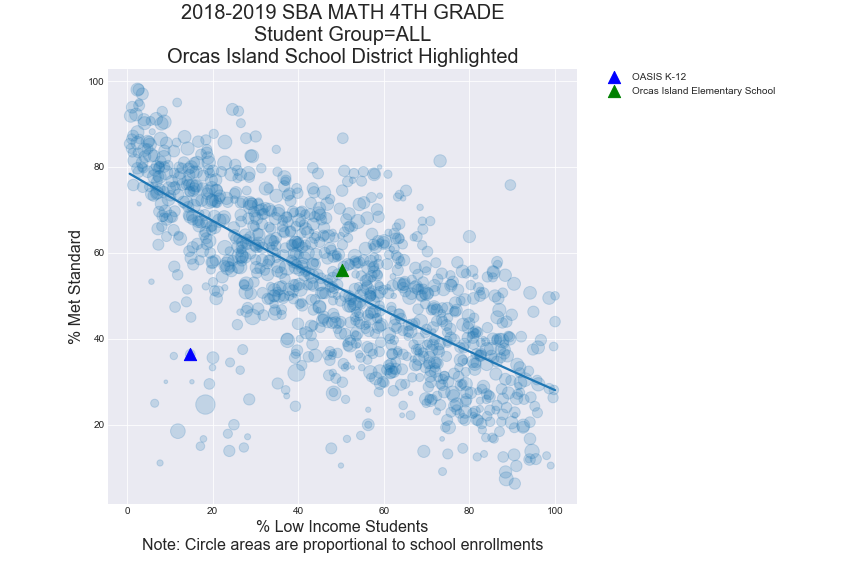 2018-2019 SBA MATH 4TH GRADE
Student Group=ALL
Orcas Island School District Highlighted
OASIS K-12
Orcas Island Elementary School
100
80
60
40
20
% Met Standard
0 20 40 60 80 100
% Low Income Students
Note: Circle areas are proportional to school enrollments